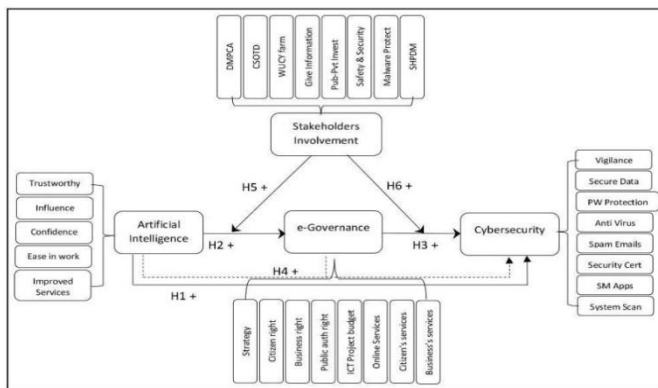 DMPCA
CSOTD
WUCY farm
Give Information
Pub-Pvt Invest
Safety & Security
Malware Protect
SHPDM
Stakeholders
Involvement
H5 +
H6 +
Trustworthy
Influence
Confidence
Ease in work
Improved
Services
Artificial
Intelligence
H2 +
e-Governance
H3 +
Cybersecurity
H4 +
H1 +
Vigilance
Secure Data
PW Protection
Anti Virus
Spam Emails
Security Cert
SM Apps
System Scan
Strategy
Citizen right
Business right
Public auth right
ICT Project budget
Online Services
Citizen's services
Business's services